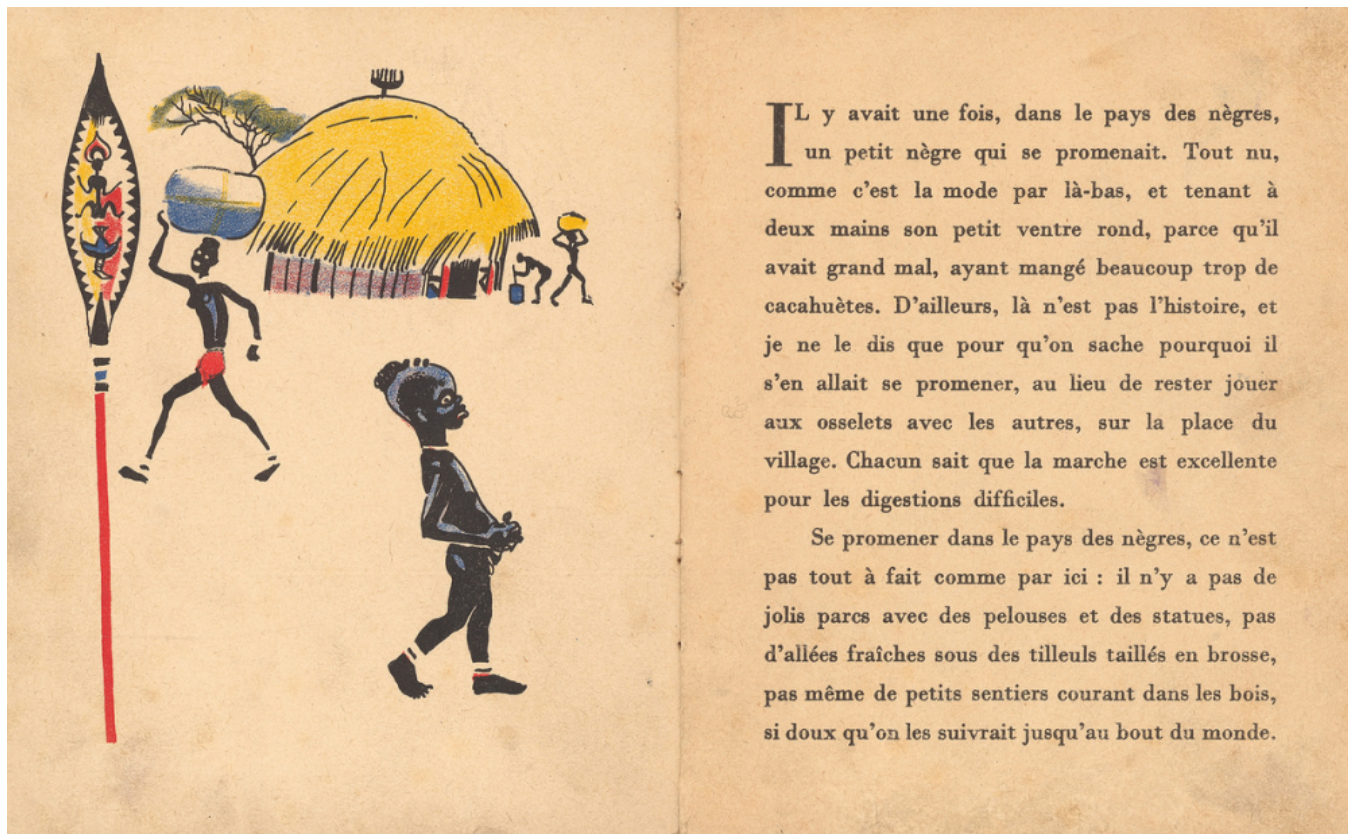 IL y avait une fois, dans le pays des nègres,
un petit nègre qui se promenait. Tout nu,
comme c'est la mode par là-bas, et tenant à
deux mains son petit ventre rond, parce qu'il
avait grand mal, ayant mangé beaucoup trop de
cacahuètes. D'ailleurs, là n'est pas l'histoire, et
je ne le dis que pour qu'on sache pourquoi il
s'en allait se promener, au lieu de rester jouer
aux osselets avec les autres, sur la place du
village. Chacun sait que la marche est excellente
pour les digestions difficiles.
Se promener dans le pays des nègres, ce n'est
pas tout à fait comme par ici : il n'y a pas de
jolis parcs avec des pelouses et des statues, pas
d'allées fraîches sous des tilleuls taillés en brosse,
pas même de petits sentiers courant dans les bois,
si doux qu'on les suivrait jusqu'au bout du monde.